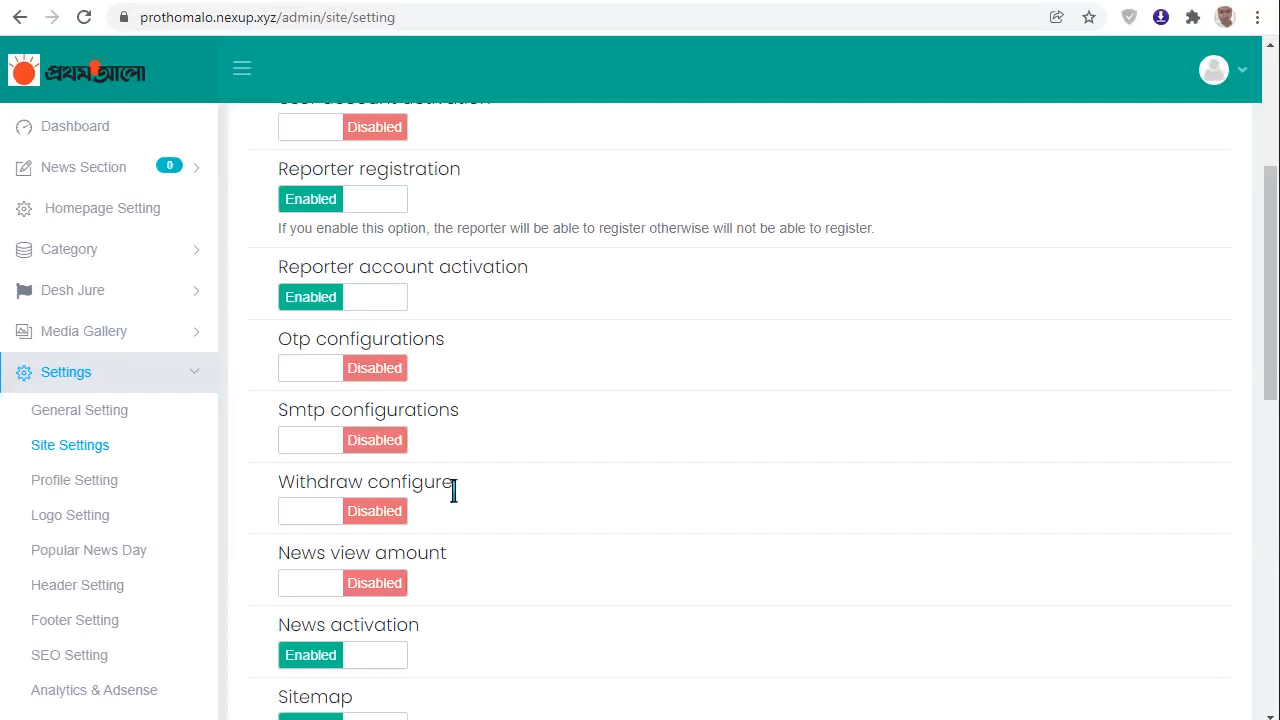 prothomalo.nexup.xyz/admin/site/setting
প্রথম আলো
Dashboard
News Section 0
Homepage Setting
Category
Desh Jure
Media Gallery
Settings
General Setting
Site Settings
Profile Setting
Logo Setting
Popular News Day
Header Setting
Footer Setting
SEO Setting
Analytics & Adsense
User account activation
Disabled
Reporter registration
Enabled
If you enable this option, the reporter will be able to register otherwise will not be able to register.
Reporter account activation
Enabled
Otp configurations
Disabled
Smtp configurations
Disabled
Withdraw configure
Disabled
News view amount
Disabled
News activation
Enabled
Sitemap